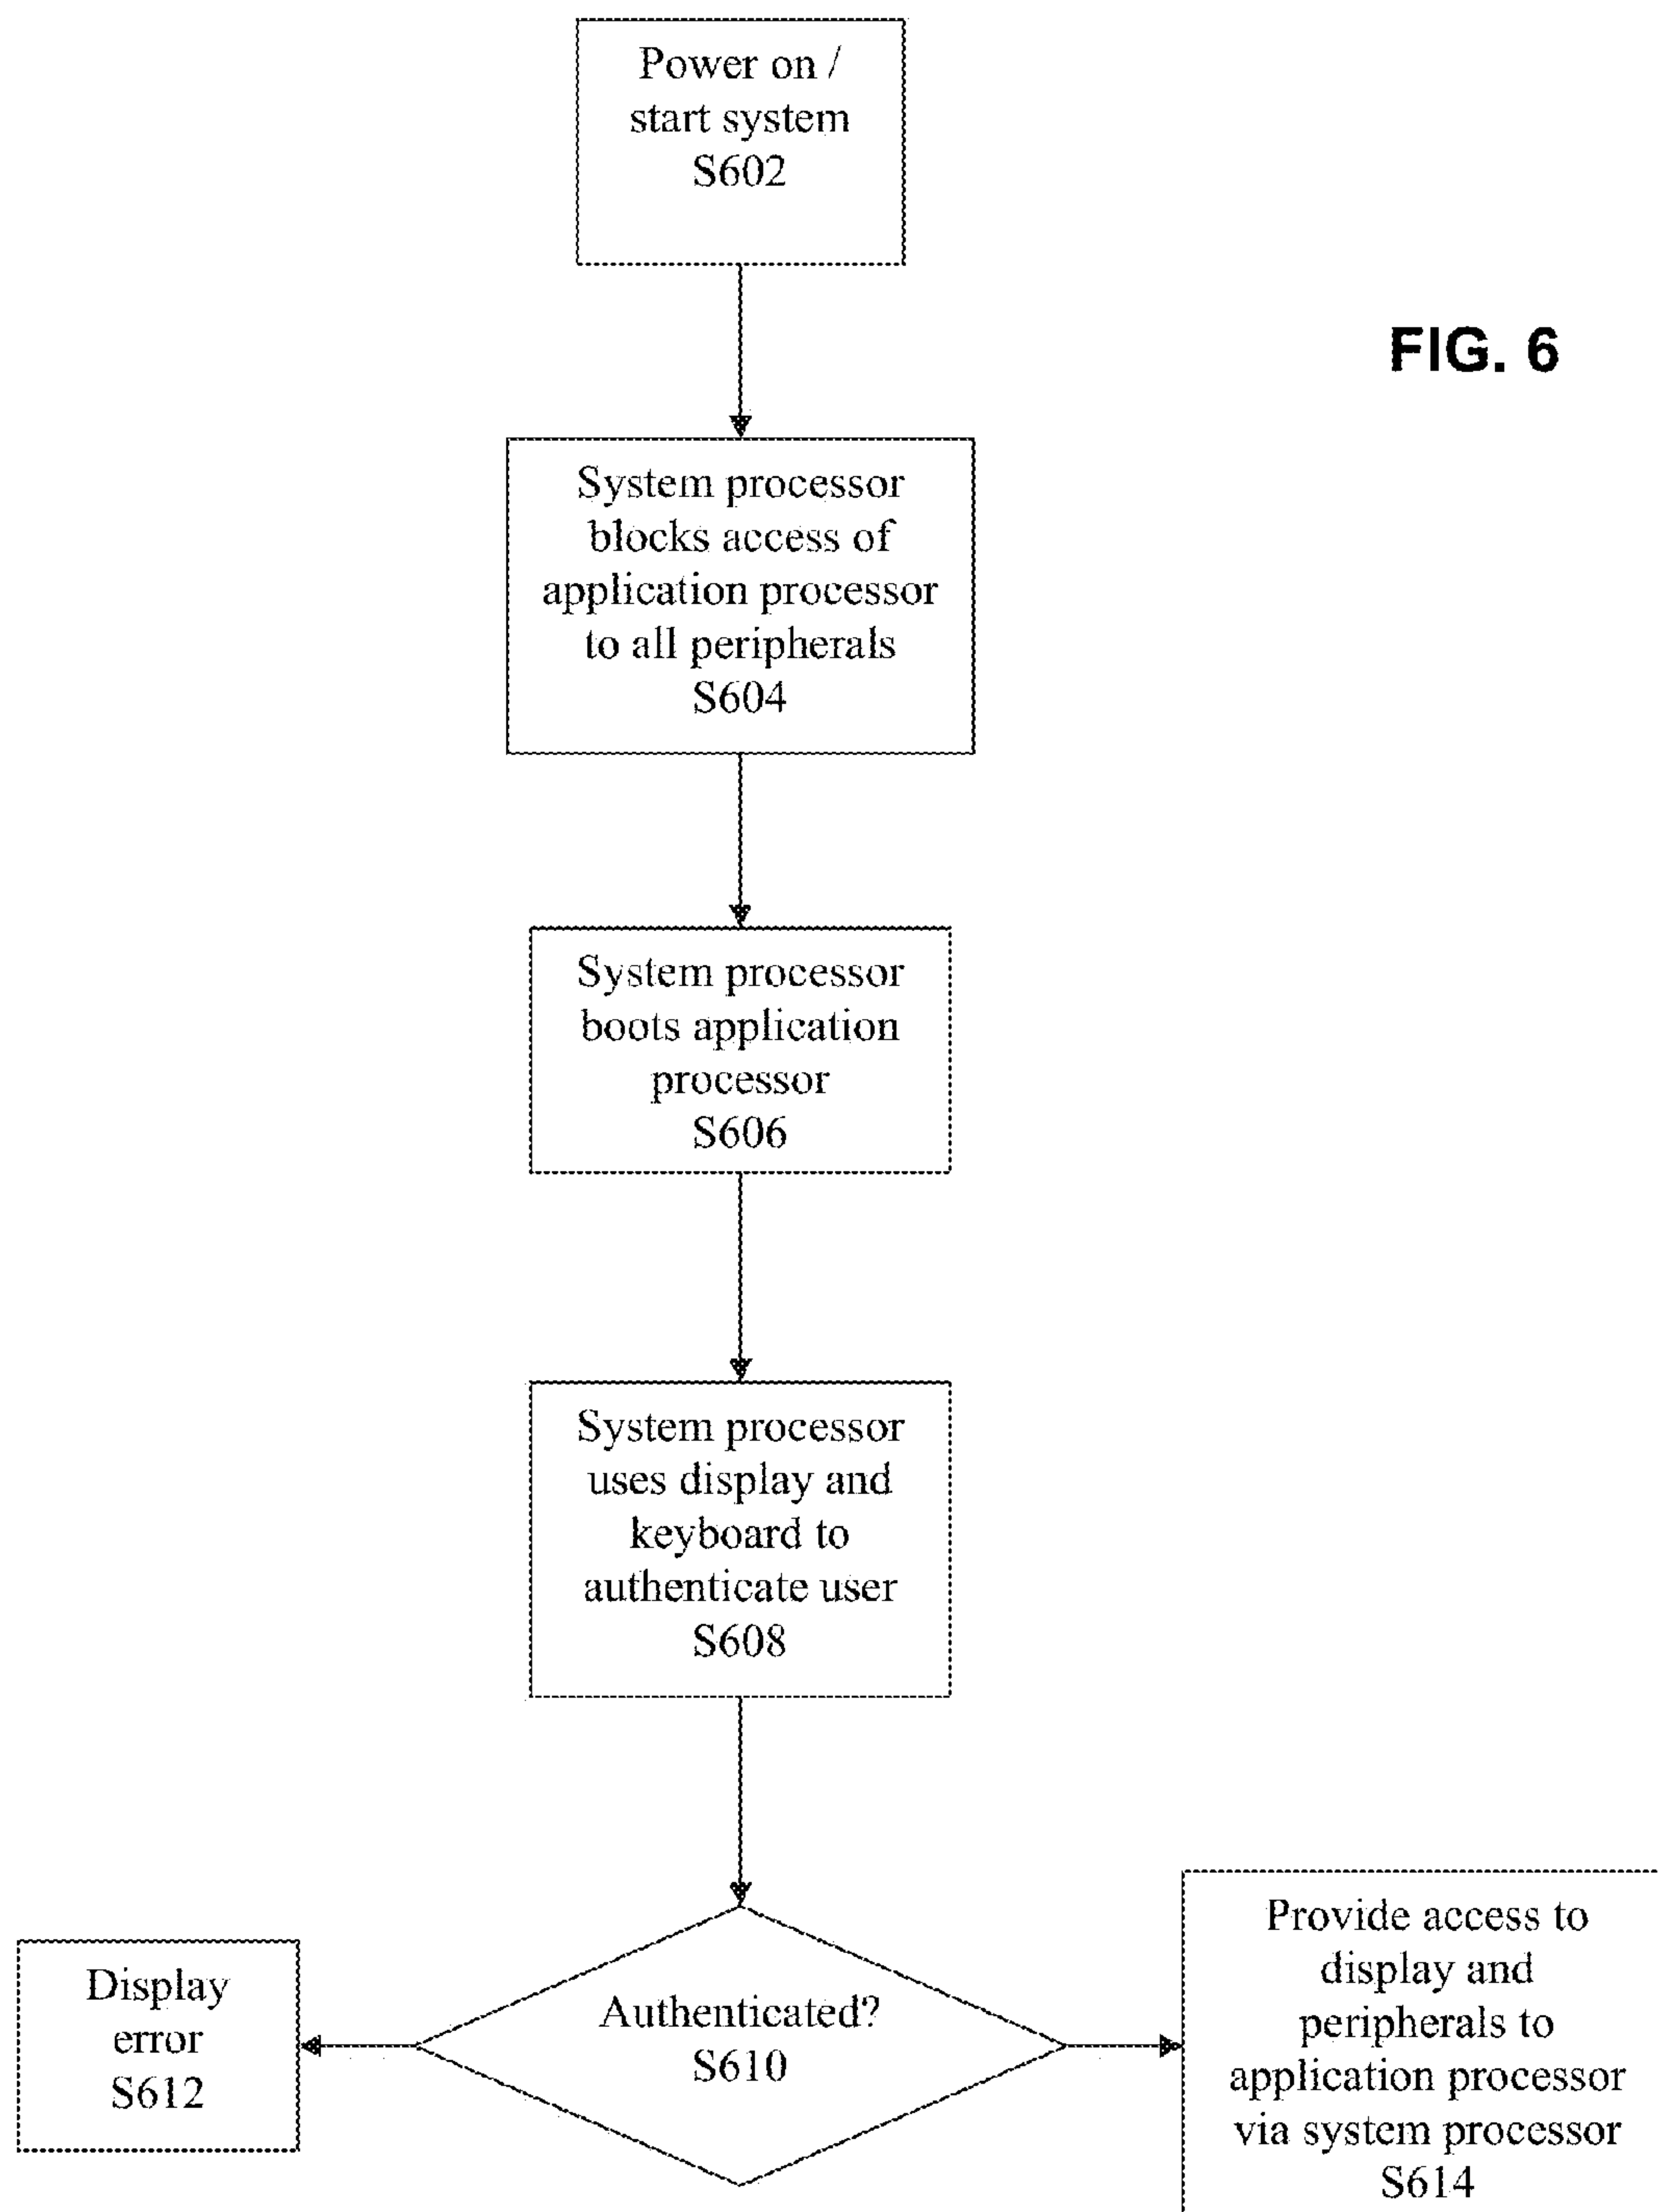 Power on /
start system
S602
FIG. 6
System processor
blocks access of
application processor
to all peripherals
S604
System processor
boots application
processor
S606
System processor
uses display and
keyboard to
authenticate user
S608
Authenticated?
S610
Display
error
S612
Provide access to
display and
peripherals to
application processor
via system processor
S614